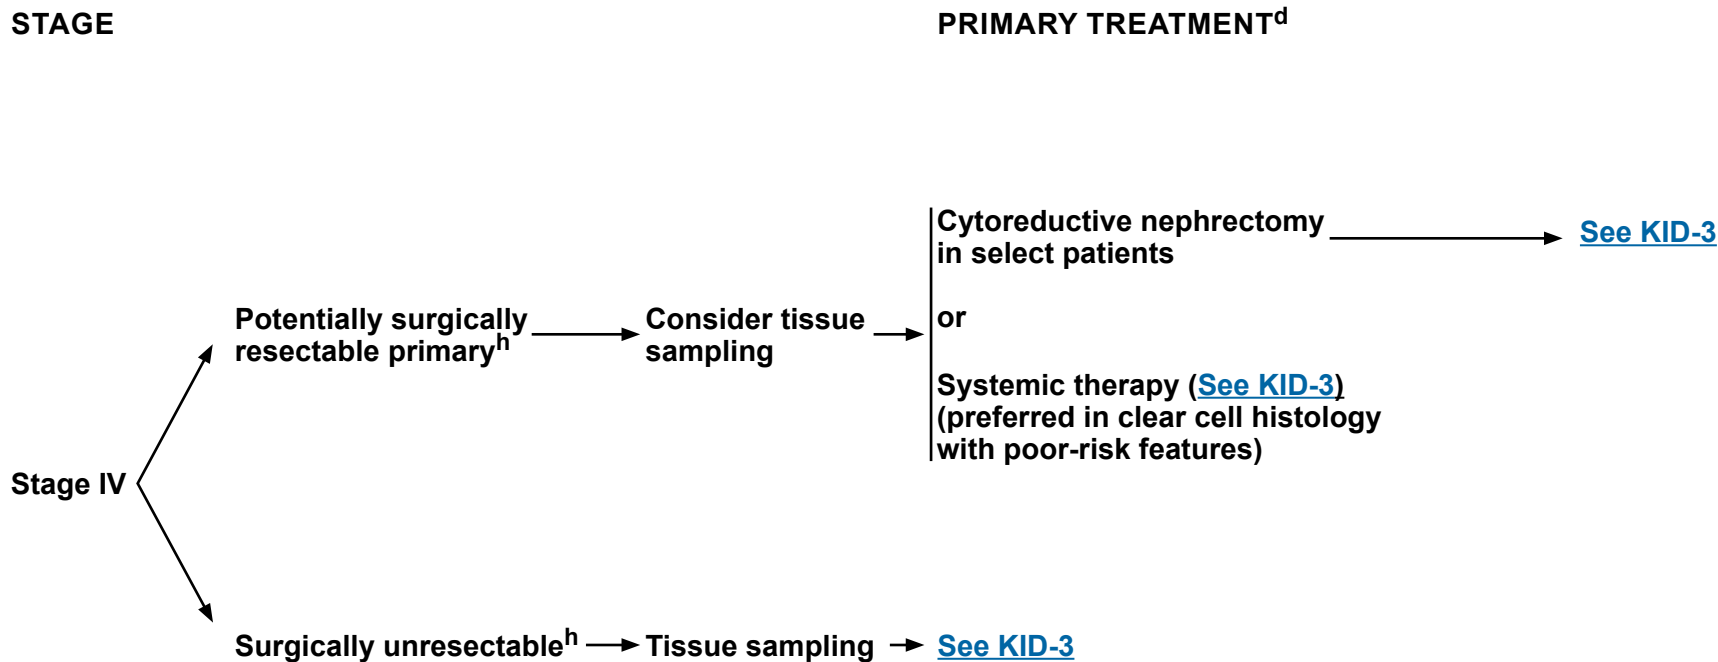 STAGE
PRIMARY TREATMENTd
Cytoreductive nephrectomy
in select patients
See KID-3
or
Potentially surgically
resectable primaryh
Consider tissue
sampling
Systemic therapy (See KID-3)
(preferred in clear cell histology
with poor-risk features)
Stage IV
Surgically unresectableh
Tissue sampling
See KID-3